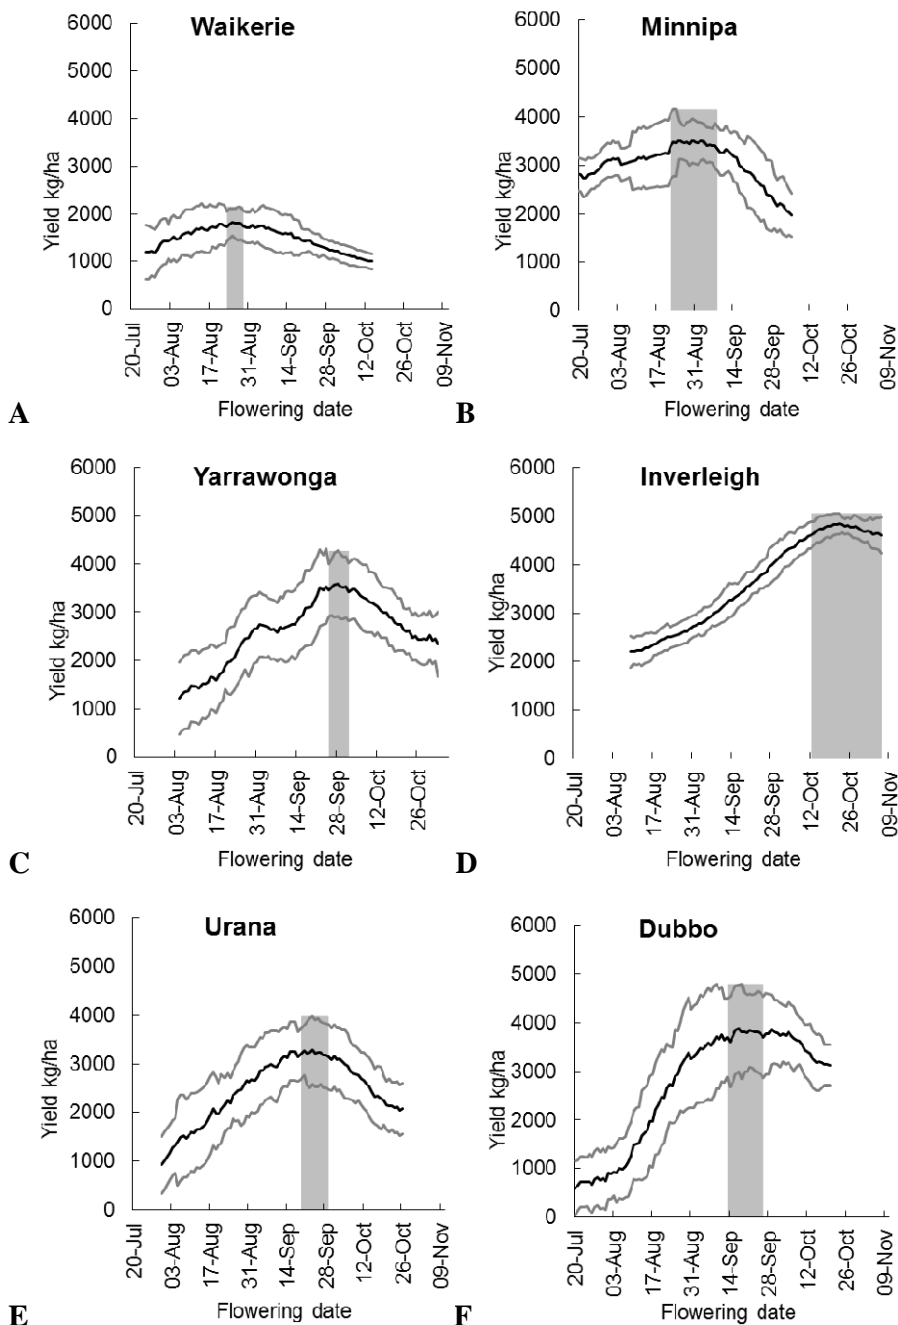 Waikerie
6000
5000
4000
3000
2000
1000
0
Yield kg/ha
20-Jul
03-Aug
17-Aug
31-Aug
14-Sep
28-Sep
12-Oct
26-Oct
09-Nov
Flowering date
A
Minnipa
6000
5000
4000
3000
2000
1000
0
Yield kg/ha
20-Jul
03-Aug
17-Aug
31-Aug
14-Sep
28-Sep
12-Oct
26-Oct
09-Nov
Flowering date
B
Yarrawonga
6000
5000
4000
3000
2000
1000
0
Yield kg/ha
20-Jul
03-Aug
17-Aug
31-Aug
14-Sep
28-Sep
12-Oct
26-Oct
Flowering date
C
Inverleigh
6000
5000
4000
3000
2000
1000
0
Yield kg/ha
20-Jul
03-Aug
17-Aug
31-Aug
14-Sep
28-Sep
12-Oct
26-Oct
09-Nov
Flowering date
D
Urana
6000
5000
4000
3000
2000
1000
0
Yield kg/ha
20-Jul
03-Aug
17-Aug
31-Aug
14-Sep
28-Sep
12-Oct
26-Oct
09-Nov
Flowering date
E
Dubbo
6000
5000
4000
3000
2000
1000
0
Yield kg/ha
20-Jul
03-Aug
17-Aug
31-Aug
14-Sep
28-Sep
12-Oct
26-Oct
09-Nov
Flowering date
F